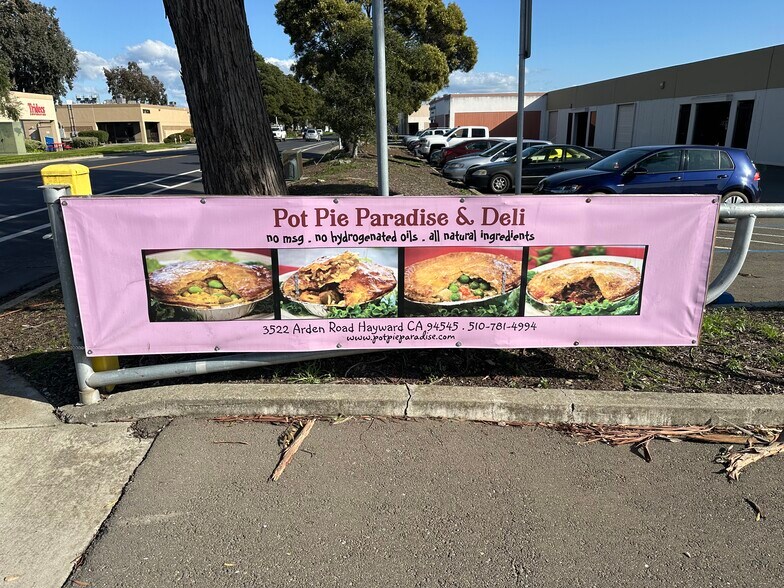 Trideos
Pot Pie Paradise & Deli
no msg . no hydrogenated oils . all natural ingredients
3522 Arden Road Hayward CA 94545 . 510-781-4994
www.potpieparadise.com